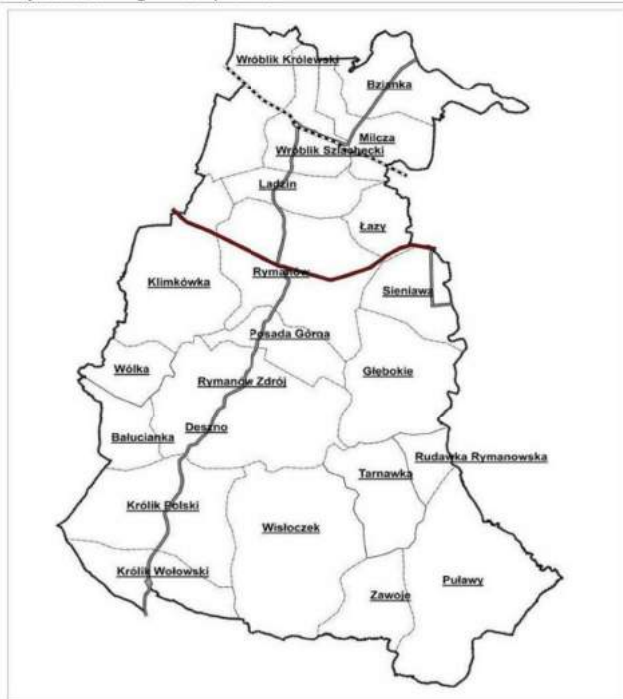 Wróblik Królewski
Bzianka
Milcza
Wróblik Szlachecki
Ladzin
Łazy
Rymanów
Klimkówka
Sieniawa
Posada Górna
Wólka
Głębokie
Rymanów Zdrój
Deszno
Bałucianka
Rudawka Rymanowska
Tarnawka
Królik Polski
Wisłoczek
Królik Wołowski
Puławy
Zawoje